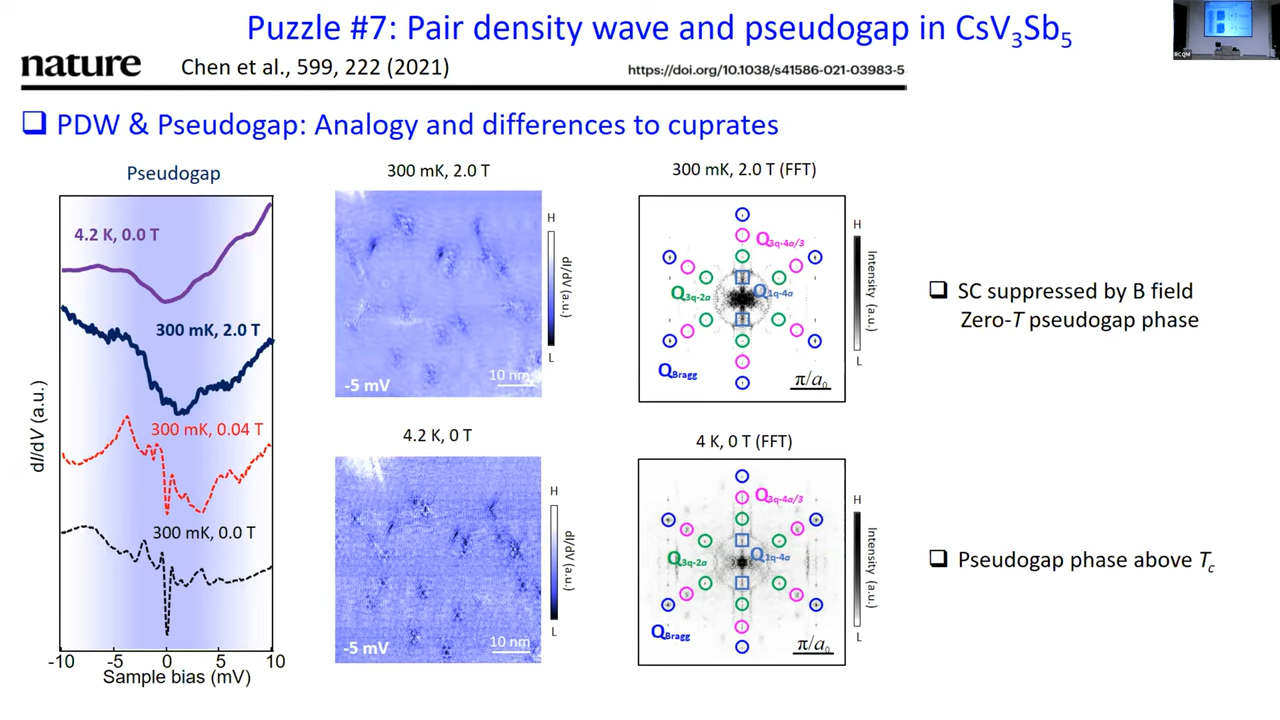 Puzzle #7: Pair density wave and pseudogap in CsV₃Sb₅
nature
Chen et al., 599, 222 (2021)
https://doi.org/10.1038/s41586-021-03983-5
❑ PDW & Pseudogap: Analogy and differences to cuprates
Pseudogap
4.2 K, 0.0 T
300 mK, 2.0 T
300 mK, 0.04 T
300 mK, 0.0 T
dI/dV (a.u.)
-10 -5 0 5 10
Sample bias (mV)
300 mK, 2.0 T
-5 mV
10 nm
H
dI/dV (a.u.)
L
300 mK, 2.0 T (FFT)
Q3q-4a/3
Q3q-2a
Q1q-4a
QBragg
π/a₀
H
Intensity (a.u.)
L
❑ SC suppressed by B field
Zero-T pseudogap phase
4.2 K, 0 T
-5 mV
10 nm
H
dI/dV (a.u.)
L
4 K, 0 T (FFT)
Q3q-4a/3
Q3q-2a
Q1q-4a
QBragg
π/a₀
H
Intensity (a.u.)
L
❑ Pseudogap phase above Tc
RCQM